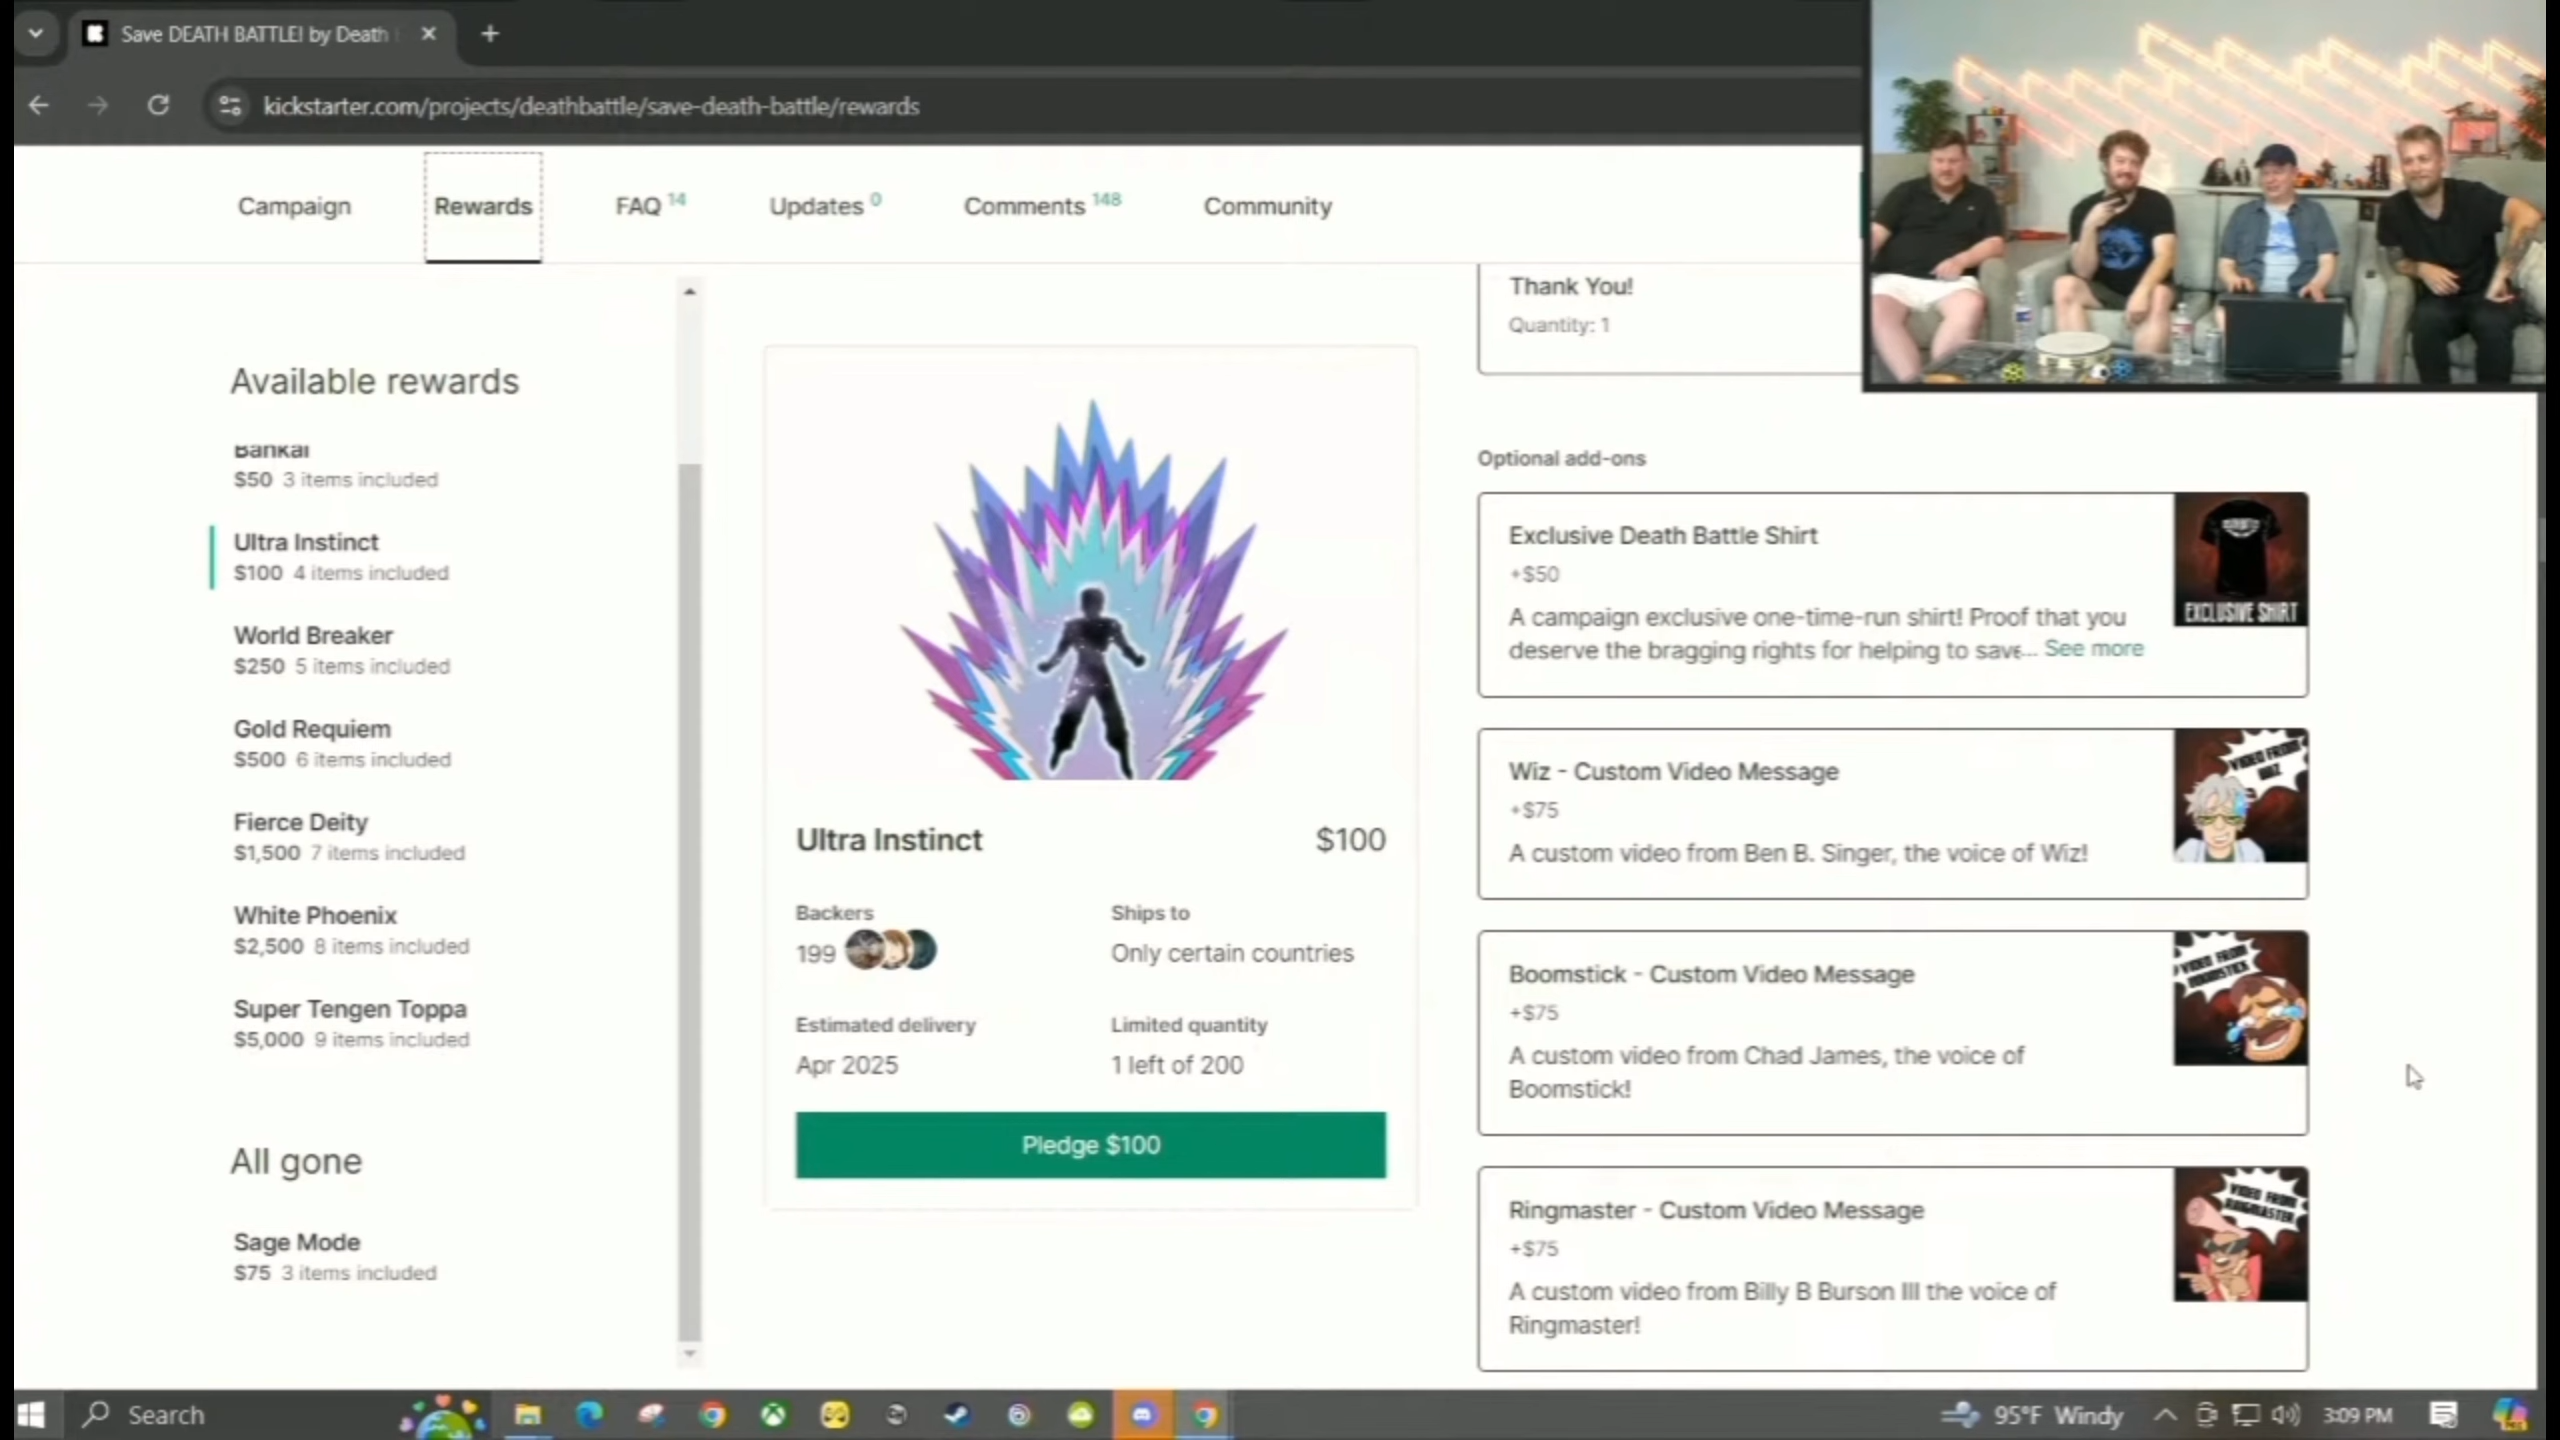 Save DEATH BATTLE! by Death
kickstarter.com/projects/deathbattle/save-death-battle/rewards
Campaign
Rewards
FAQ 14
Updates 0
Comments 148
Community
Available rewards
Bankai
$50 3 items included
Ultra Instinct
$100 4 items included
World Breaker
$250 5 items included
Gold Requiem
$500 6 items included
Fierce Deity
$1,500 7 items included
White Phoenix
$2,500 8 items included
Super Tengen Toppa
$5,000 9 items included
All gone
Sage Mode
$75 3 items included
Ultra Instinct
$100
Backers
199
Ships to
Only certain countries
Estimated delivery
Apr 2025
Limited quantity
1 left of 200
Pledge $100
Thank You!
Quantity: 1
Optional add-ons
Exclusive Death Battle Shirt
+$50
A campaign exclusive one-time-run shirt! Proof that you
deserve the bragging rights for helping to save... See more
EXCLUSIVE SHIRT
Wiz - Custom Video Message
+$75
A custom video from Ben B. Singer, the voice of Wiz!
VIDEO FROM
WIZ
Boomstick - Custom Video Message
+$75
A custom video from Chad James, the voice of
Boomstick!
VIDEO FROM
BOOMSTICK
Ringmaster - Custom Video Message
+$75
A custom video from Billy B Burson III the voice of
Ringmaster!
VIDEO FROM
RINGMASTER
Search
95°F Windy
3:09 PM